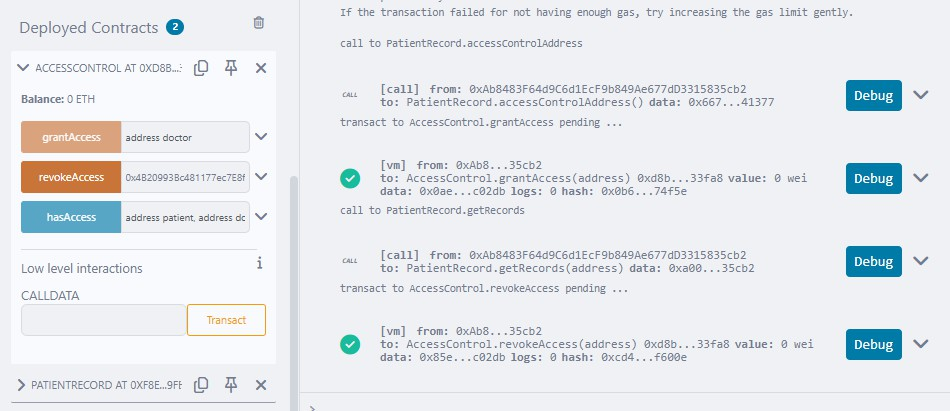 Deployed Contracts 2
ACCESSCONTROL AT 0XD8B...
Balance: 0 ETH
grantAccess address doctor
revokeAccess 0x4B20993Bc481177ec7E8f
hasAccess address patient, address dc
Low level interactions i
CALLDATA
Transact
PATIENTRECORD AT 0XF8E...9FE
If the transaction failed for not having enough gas, try increasing the gas limit gently.
call to PatientRecord.accessControlAddress
CALL [call] from: 0xAb8483F64d9C6d1EcF9b849Ae677dD3315835cb2
to: PatientRecord.accessControlAddress() data: 0x667...41377
Debug
transact to AccessControl.grantAccess pending ...
[vm] from: 0xAb8...35cb2
to: AccessControl.grantAccess(address) 0xd8b...33fa8 value: 0 wei
data: 0x0ae...c02db logs: 0 hash: 0x0b6...74f5e
Debug
call to PatientRecord.getRecords
CALL [call] from: 0xAb8483F64d9C6d1EcF9b849Ae677dD3315835cb2
to: PatientRecord.getRecords(address) data: 0xa00...35cb2
Debug
transact to AccessControl.revokeAccess pending ...
[vm] from: 0xAb8...35cb2
to: AccessControl.revokeAccess(address) 0xd8b...33fa8 value: 0 wei
data: 0x85e...c02db logs: 0 hash: 0xcd4...f600e
Debug
>